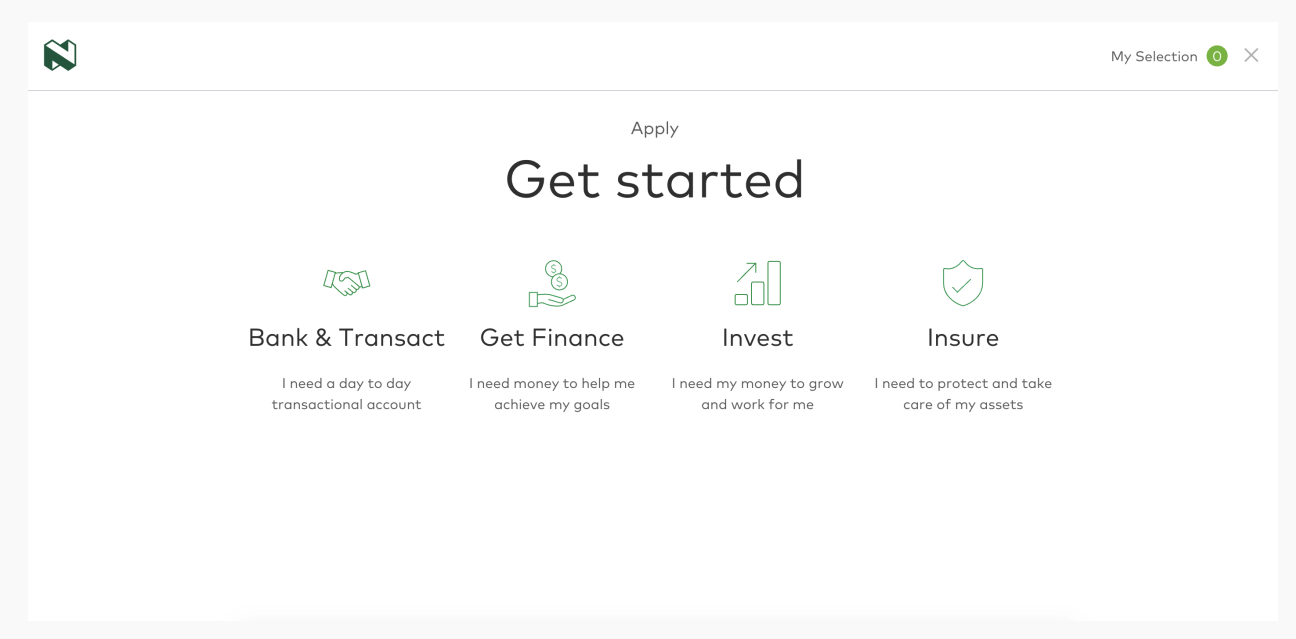 My Selection 0
Apply
Get started
Bank & Transact
Get Finance
Invest
Insure
I need a day to day
transactional account
I need money to help me
achieve my goals
I need my money to grow
and work for me
I need to protect and take
care of my assets